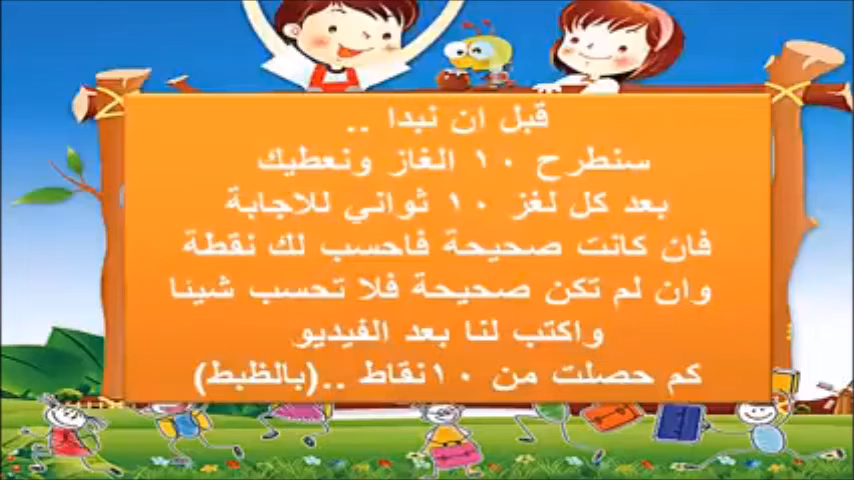 قبل ان نبدا ..
سنطرح ١٠ الغاز ونعطيك
بعد كل لغز ١٠ ثواني للاجابة
فان كانت صحيحة فاحسب لك نقطة
وان لم تكن صحيحة فلا تحسب شيئا
واكتب لنا بعد الفيديو
كم حصلت من ١٠نقاط ..(بالظبط)